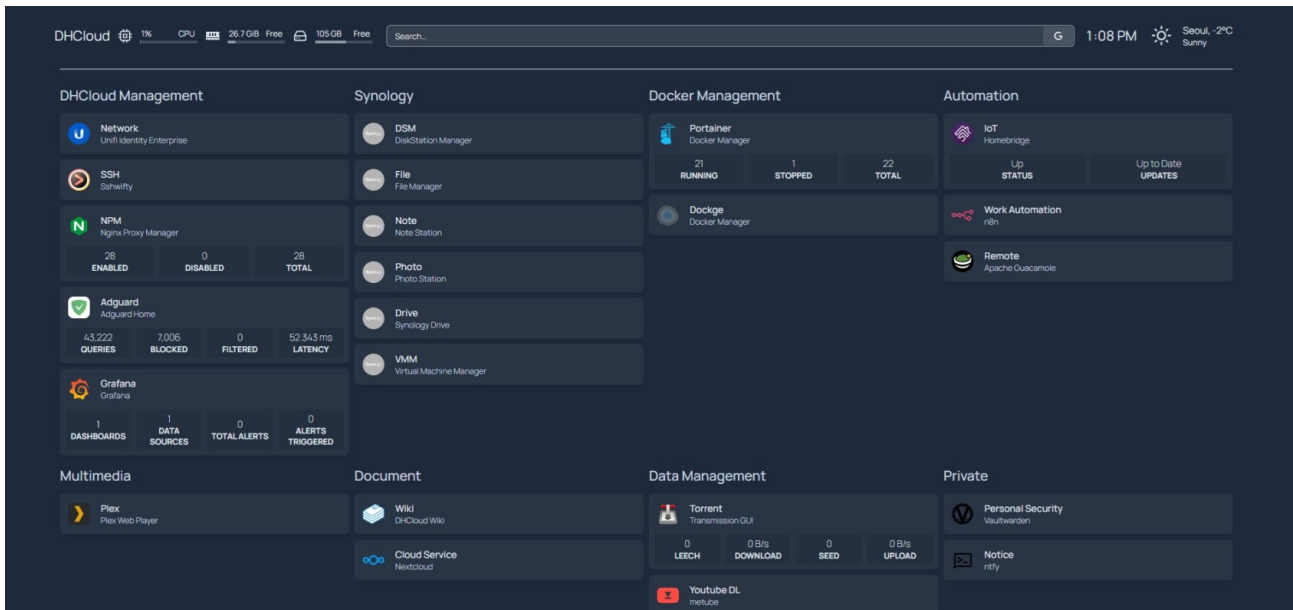 DHCloud 1% CPU 26.7 GiB Free 105 GB Free Search... G 1:08 PM Seoul, -2°C
Sunny
DHCloud Management
Network
Unifi Identity Enterprise
SSH
Sshwifty
NPM
Nginx Proxy Manager
28 0 28
ENABLED DISABLED TOTAL
Adguard
Adguard Home
43,222 7,006 0 52.343 ms
QUERIES BLOCKED FILTERED LATENCY
Grafana
Grafana
1 1 0 0
DASHBOARDS DATA SOURCES TOTAL ALERTS ALERTS TRIGGERED
Synology
DSM
DiskStation Manager
File
File Manager
Note
Note Station
Photo
Photo Station
Drive
Synology Drive
VMM
Virtual Machine Manager
Docker Management
Portainer
Docker Manager
21 1 22
RUNNING STOPPED TOTAL
Dockge
Docker Manager
Automation
IoT
Homebridge
Up Up to Date
STATUS UPDATES
Work Automation
n8n
Remote
Apache Guacamole
Multimedia
Plex
Plex Web Player
Document
Wiki
DHCloud Wiki
Cloud Service
Nextcloud
Data Management
Torrent
Transmission GUI
0 0 B/s 0 0 B/s
LEECH DOWNLOAD SEED UPLOAD
Youtube DL
metube
Private
Personal Security
Vaultwarden
Notice
ntfy